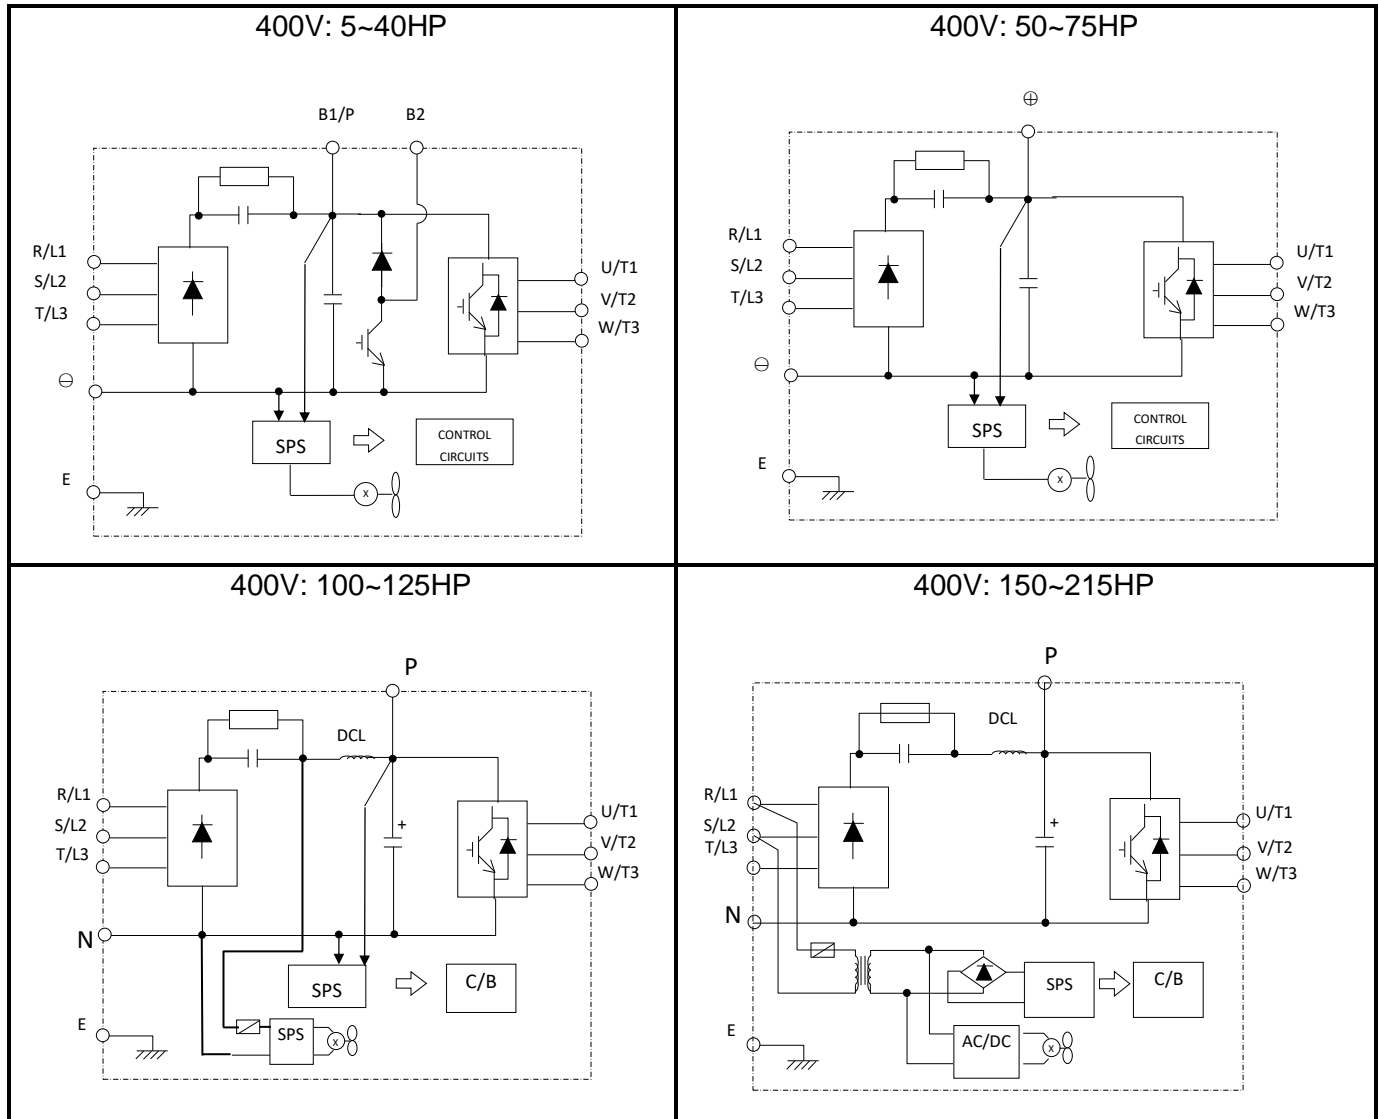 400V: 5~40HP
B1/P
B2
R/L1
S/L2
T/L3
⊖
E
U/T1
V/T2
W/T3
SPS
CONTROL
CIRCUITS
X
400V: 50~75HP
⊕
R/L1
S/L2
T/L3
⊖
E
U/T1
V/T2
W/T3
SPS
CONTROL
CIRCUITS
X
400V: 100~125HP
P
DCL
R/L1
S/L2
T/L3
+
U/T1
V/T2
W/T3
N
SPS
C/B
E
SPS
X
400V: 150~215HP
P
DCL
R/L1
S/L2
T/L3
+
U/T1
V/T2
W/T3
N
SPS
C/B
E
AC/DC
X